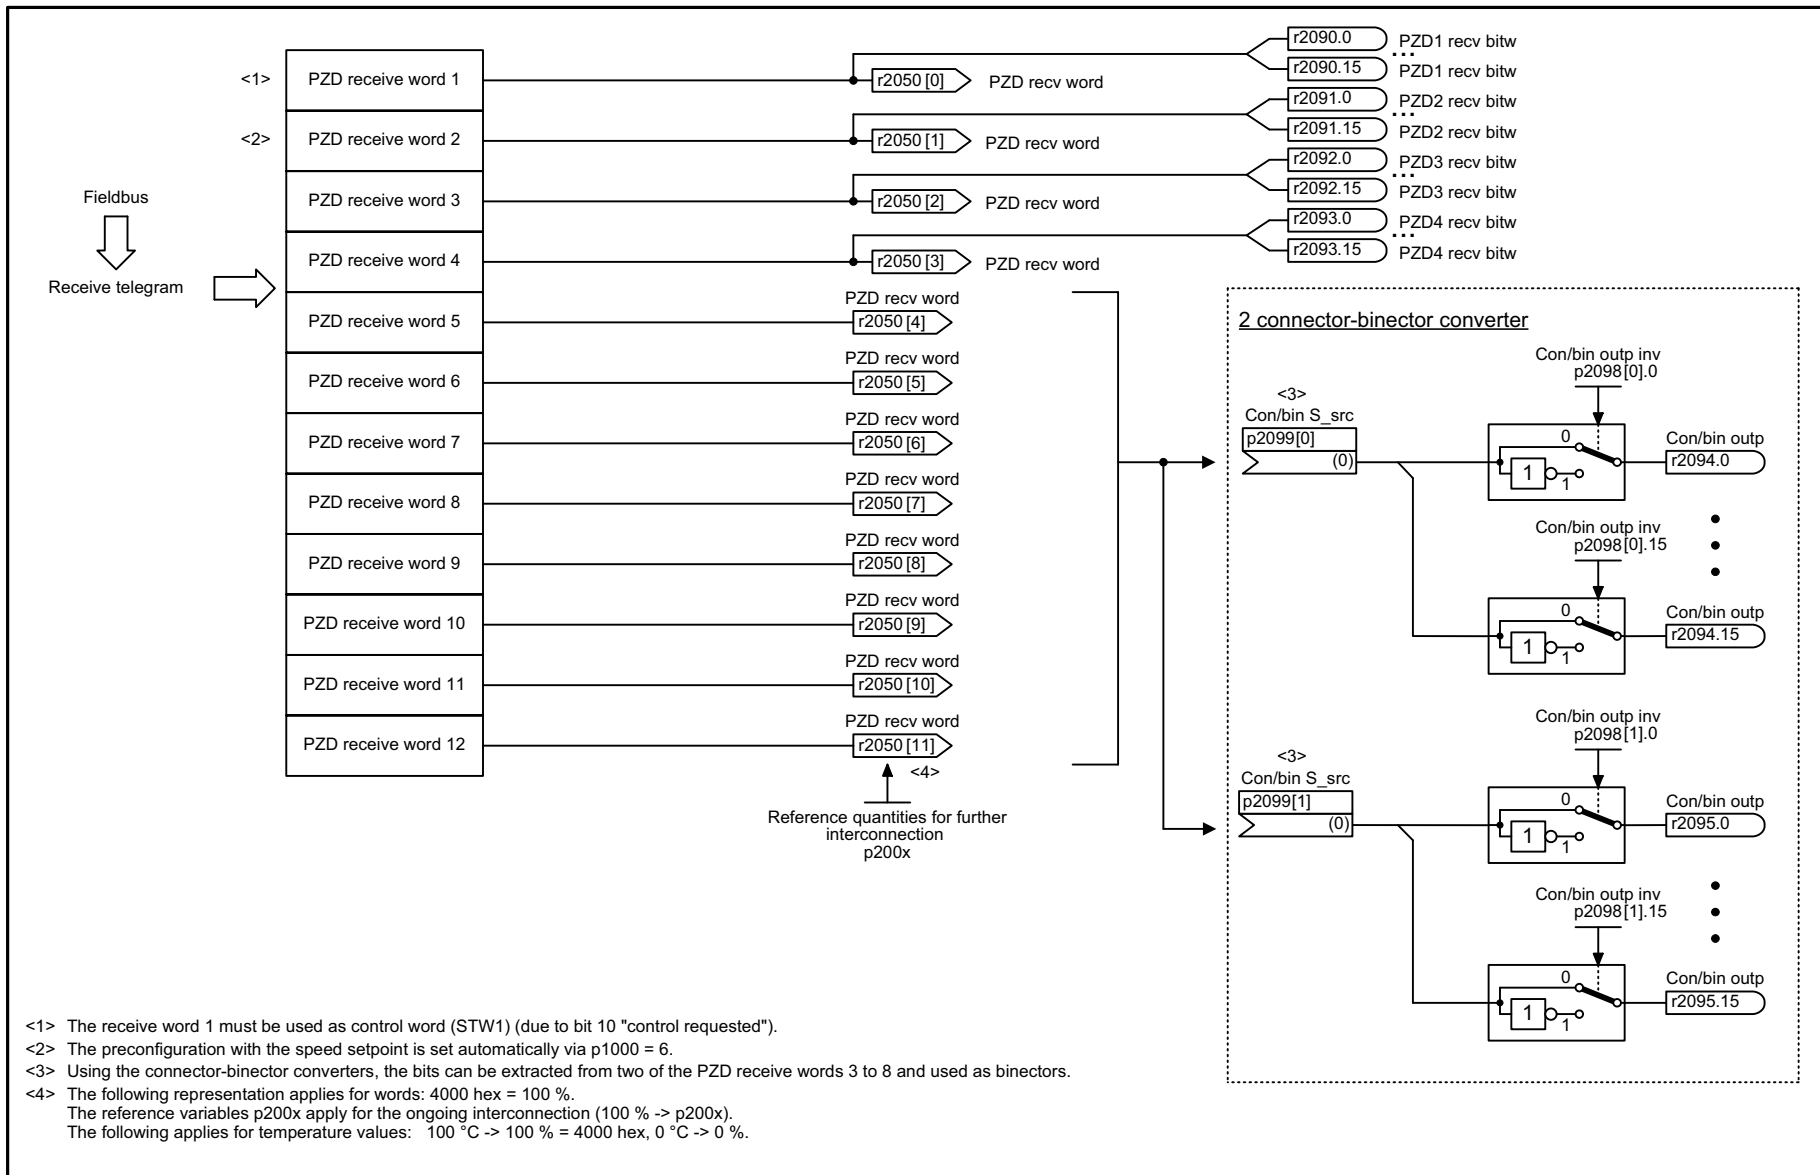 <1>
PZD receive word 1
r2050 [0]
PZD recv word
r2090.0
PZD1 recv bitw
...
r2090.15
PZD1 recv bitw
<2>
PZD receive word 2
r2050 [1]
PZD recv word
r2091.0
PZD2 recv bitw
...
r2091.15
PZD2 recv bitw
PZD receive word 3
r2050 [2]
PZD recv word
r2092.0
PZD3 recv bitw
...
r2092.15
PZD3 recv bitw
PZD receive word 4
r2050 [3]
PZD recv word
r2093.0
PZD4 recv bitw
...
r2093.15
PZD4 recv bitw
Fieldbus
Receive telegram
PZD receive word 5
PZD recv word
r2050 [4]
PZD receive word 6
PZD recv word
r2050 [5]
PZD receive word 7
PZD recv word
r2050 [6]
PZD receive word 8
PZD recv word
r2050 [7]
PZD receive word 9
PZD recv word
r2050 [8]
PZD receive word 10
PZD recv word
r2050 [9]
PZD receive word 11
PZD recv word
r2050 [10]
PZD receive word 12
PZD recv word
r2050 [11]
<4>
Reference quantities for further
interconnection
p200x
2 connector-binector converter
<3>
Con/bin S_src
p2099[0]
(0)
Con/bin outp inv
p2098[0].0
0
1
1
Con/bin outp
r2094.0
Con/bin outp inv
p2098[0].15
0
1
1
Con/bin outp
r2094.15
<3>
Con/bin S_src
p2099[1]
(0)
Con/bin outp inv
p2098[1].0
0
1
1
Con/bin outp
r2095.0
Con/bin outp inv
p2098[1].15
0
1
1
Con/bin outp
r2095.15
<1> The receive word 1 must be used as control word (STW1) (due to bit 10 "control requested").
<2> The preconfiguration with the speed setpoint is set automatically via p1000 = 6.
<3> Using the connector-binector converters, the bits can be extracted from two of the PZD receive words 3 to 8 and used as binectors.
<4> The following representation applies for words: 4000 hex = 100 %.
The reference variables p200x apply for the ongoing interconnection (100 % -> p200x).
The following applies for temperature values: 100 °C -> 100 % = 4000 hex, 0 °C -> 0 %.